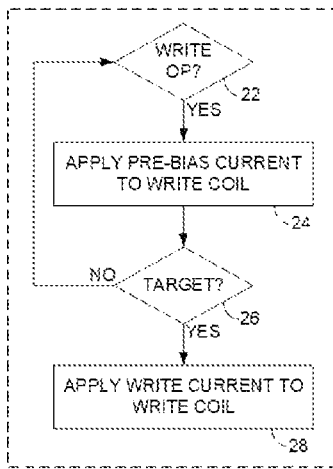 WRITE
OP?
22
YES
APPLY PRE-BIAS CURRENT
TO WRITE COIL
24
NO
TARGET?
26
YES
APPLY WRITE CURRENT TO
WRITE COIL
28